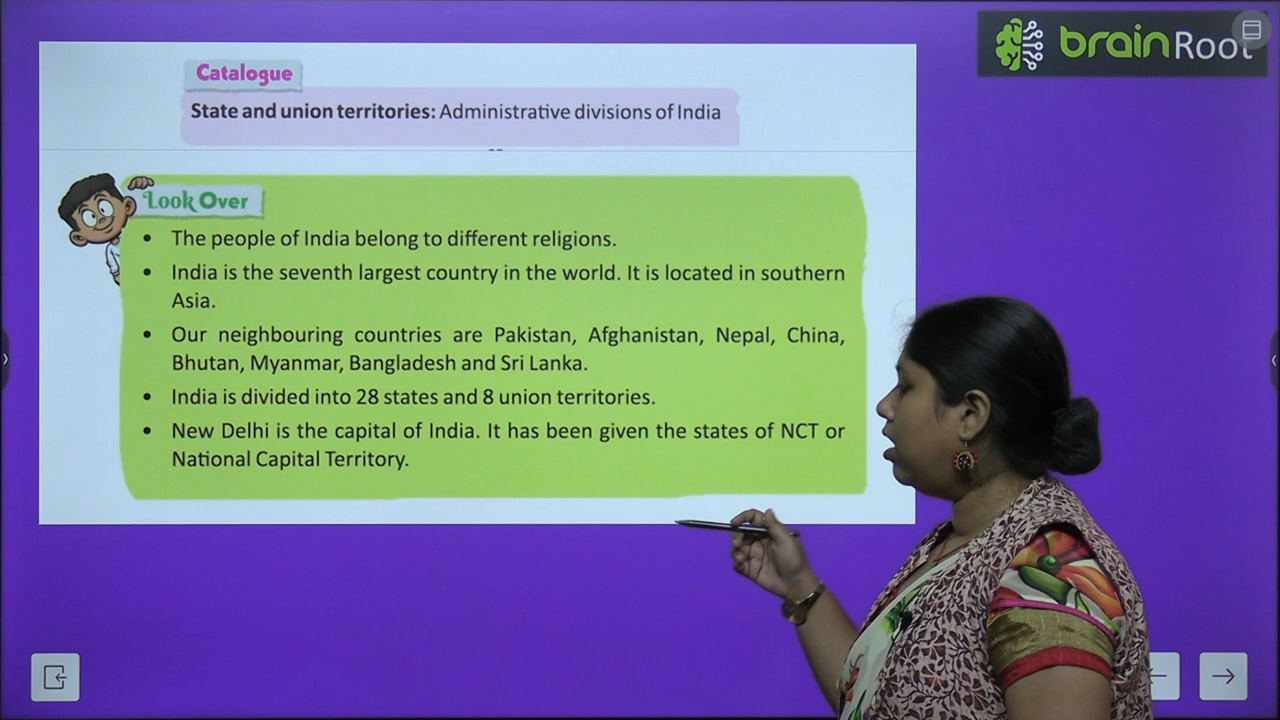 brainRoot
Catalogue
State and union territories: Administrative divisions of India
Look Over
• The people of India belong to different religions.
• India is the seventh largest country in the world. It is located in southern
Asia.
• Our neighbouring countries are Pakistan, Afghanistan, Nepal, China,
Bhutan, Myanmar, Bangladesh and Sri Lanka.
• India is divided into 28 states and 8 union territories.
• New Delhi is the capital of India. It has been given the states of NCT or
National Capital Territory.